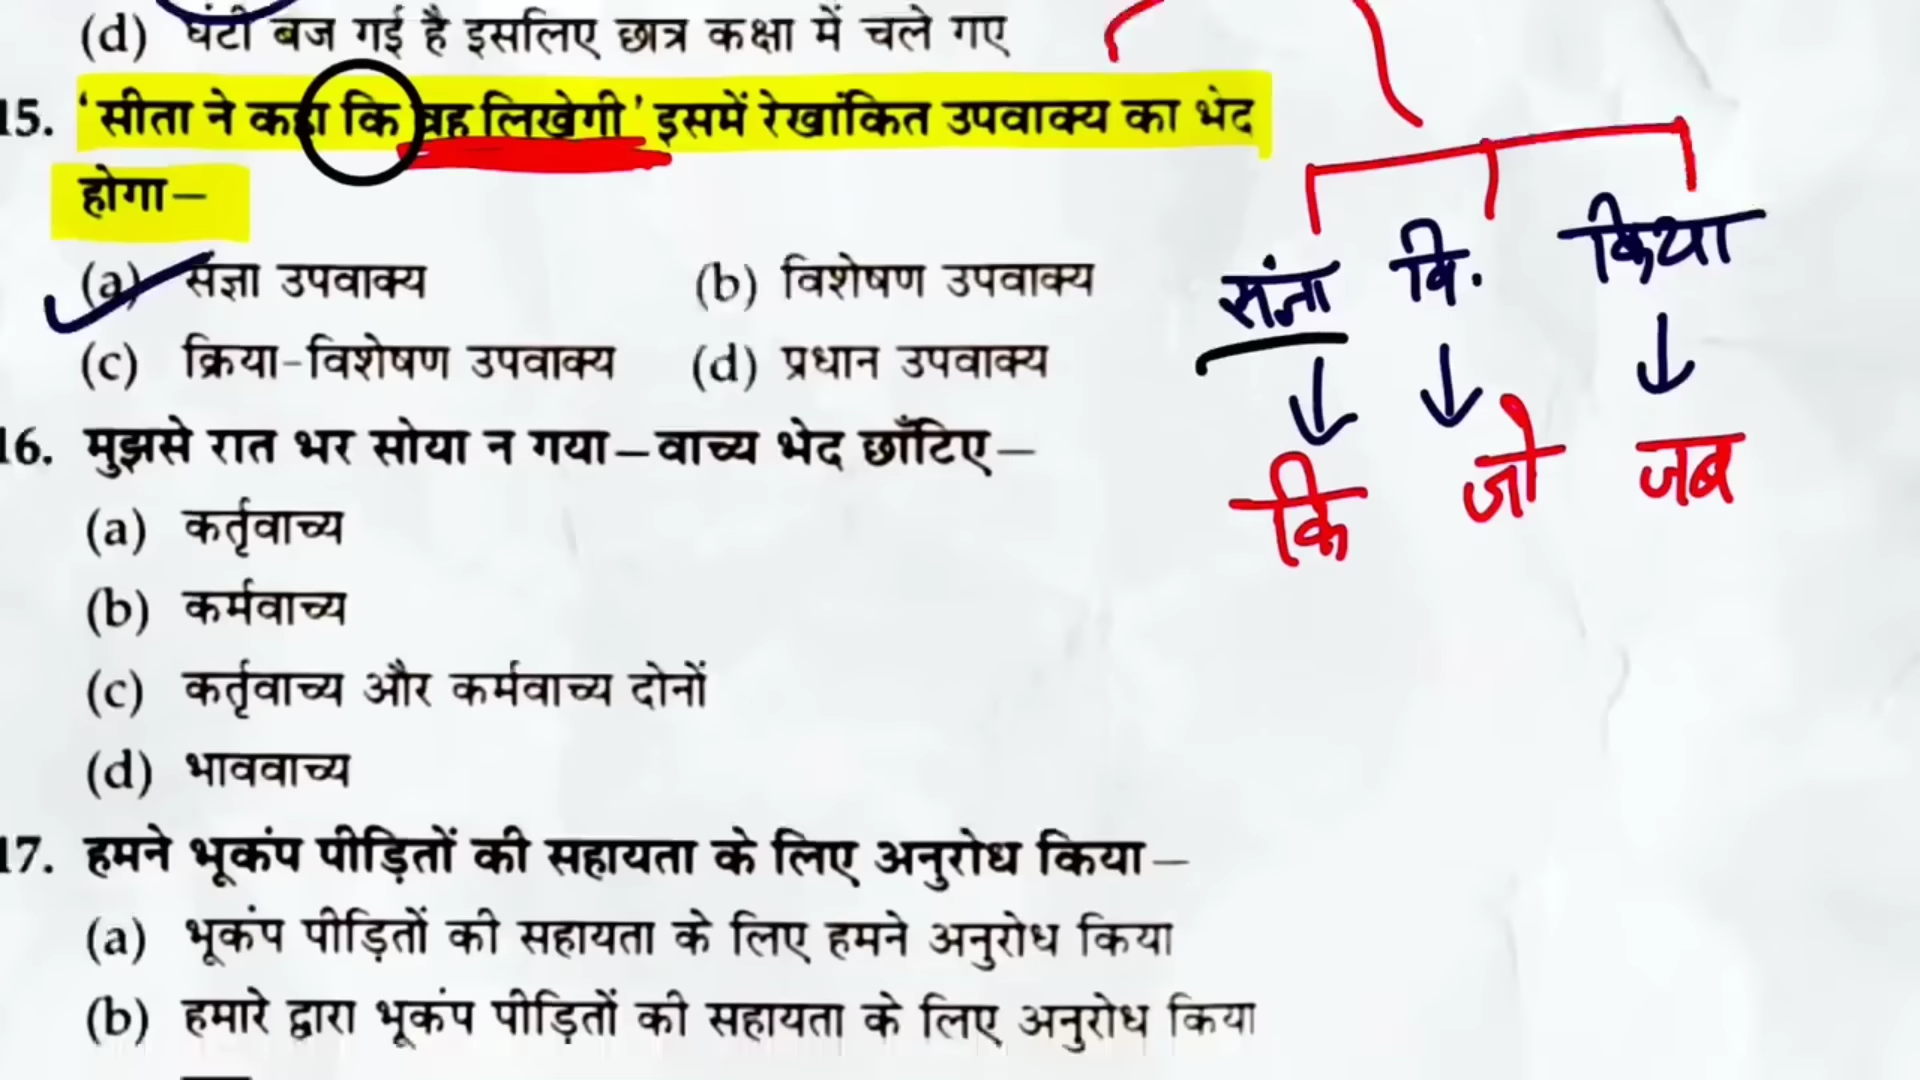 (d) घंटी बज गई है इसलिए छात्र कक्षा में चले गए
15. 'सीता ने कहा कि वह लिखेगी' इसमें रेखांकित उपवाक्य का भेद
होगा–
(a) संज्ञा उपवाक्य (b) विशेषण उपवाक्य
(c) क्रिया-विशेषण उपवाक्य (d) प्रधान उपवाक्य
संज्ञा वि. क्रिया
कि जो जब
16. मुझसे रात भर सोया न गया–वाच्य भेद छाँटिए–
(a) कर्तृवाच्य
(b) कर्मवाच्य
(c) कर्तृवाच्य और कर्मवाच्य दोनों
(d) भाववाच्य
17. हमने भूकंप पीड़ितों की सहायता के लिए अनुरोध किया–
(a) भूकंप पीड़ितों की सहायता के लिए हमने अनुरोध किया
(b) हमारे द्वारा भूकंप पीड़ितों की सहायता के लिए अनुरोध किया